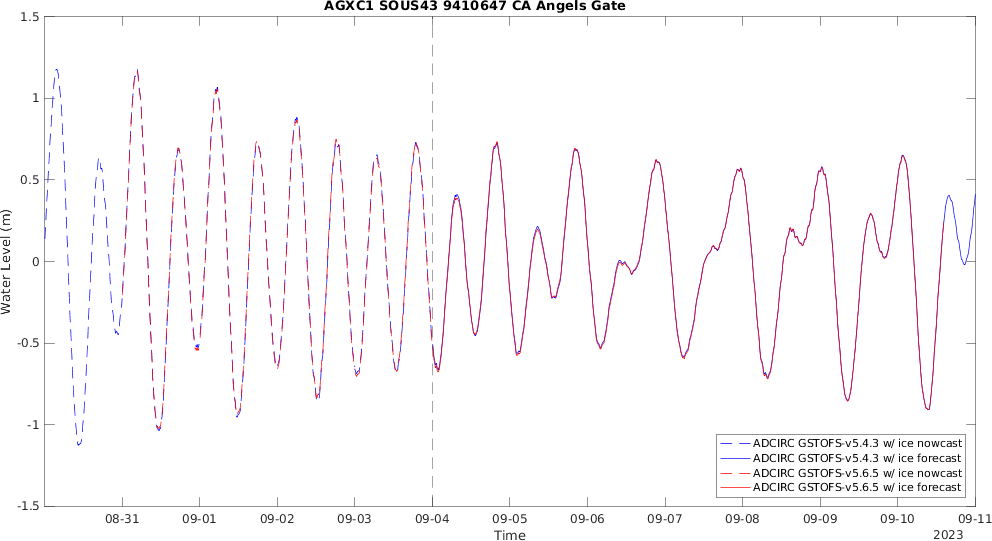 AGXC1 SOUS43 9410647 CA Angels Gate
1.5
1
0.5
0
-0.5
-1
-1.5
Water Level (m)
08-31 09-01 09-02 09-03 09-04 09-05 09-06 09-07 09-08 09-09 09-10 09-11
Time
2023
ADCIRC GSTOFS-v5.4.3 w/ ice nowcast
ADCIRC GSTOFS-v5.4.3 w/ ice forecast
ADCIRC GSTOFS-v5.6.5 w/ ice nowcast
ADCIRC GSTOFS-v5.6.5 w/ ice forecast